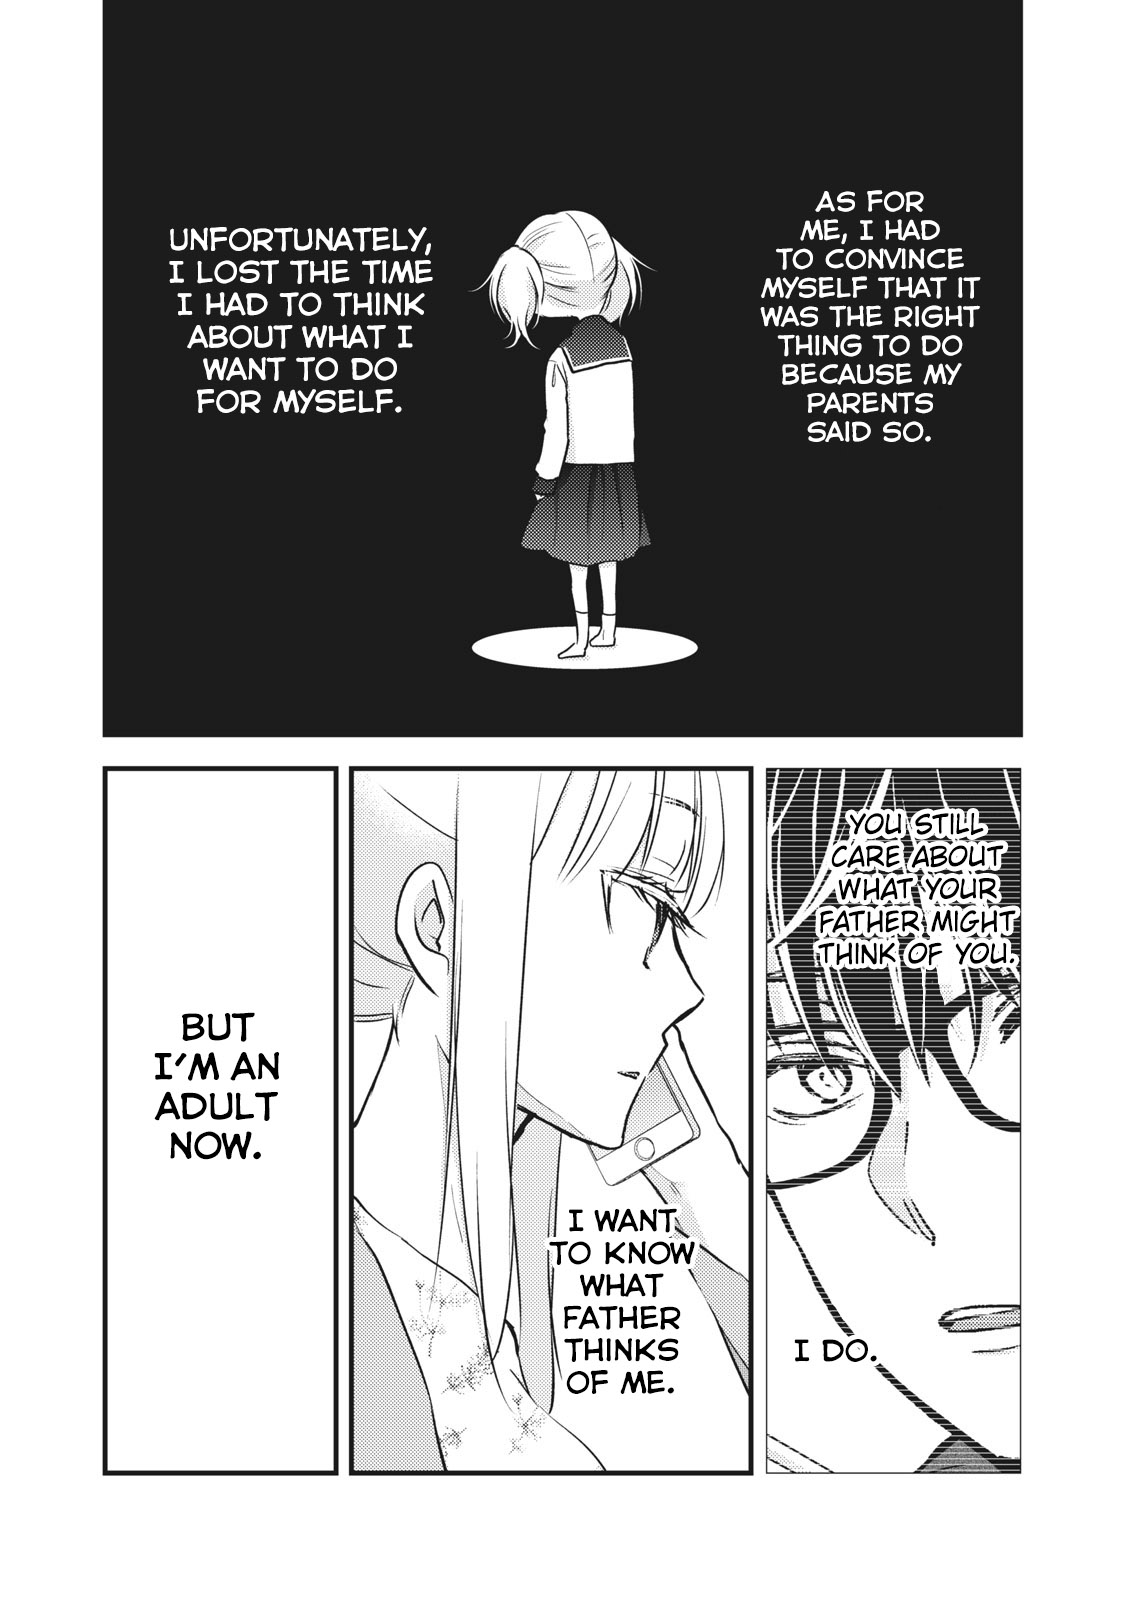 AS FOR
ME, I HAD
TO CONVINCE
MYSELF THAT IT
WAS THE RIGHT
THING TO DO
BECAUSE MY
PARENTS
SAID SO.
UNFORTUNATELY,
I LOST THE TIME
I HAD TO THINK
ABOUT WHAT I
WANT TO DO
FOR MYSELF.
YOU STILL
CARE ABOUT
WHAT YOUR
FATHER MIGHT
THINK OF YOU.
I DO.
I WANT
TO KNOW
WHAT
FATHER
THINKS
OF ME.
BUT
I'M AN
ADULT
NOW.